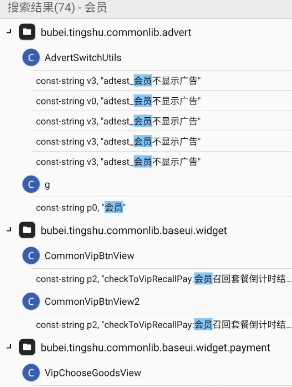 搜索结果(74) - 会员
bubei.tingshu.commonlib.advert
C AdvertSwitchUtils
const-string v3, "adtest_会员不显示广告"
const-string v0, "adtest_会员不显示广告"
const-string v3, "adtest_会员不显示广告"
const-string v3, "adtest_会员不显示广告"
const-string v3, "adtest_会员不显示广告"
C g
const-string p0, "会员"
bubei.tingshu.commonlib.baseui.widget
C CommonVipBtnView
const-string p2, "checkToVipRecallPay:会员召回套餐倒计时结...
C CommonVipBtnView2
const-string p2, "checkToVipRecallPay:会员召回套餐倒计时结...
bubei.tingshu.commonlib.baseui.widget.payment
C VipChooseGoodsView